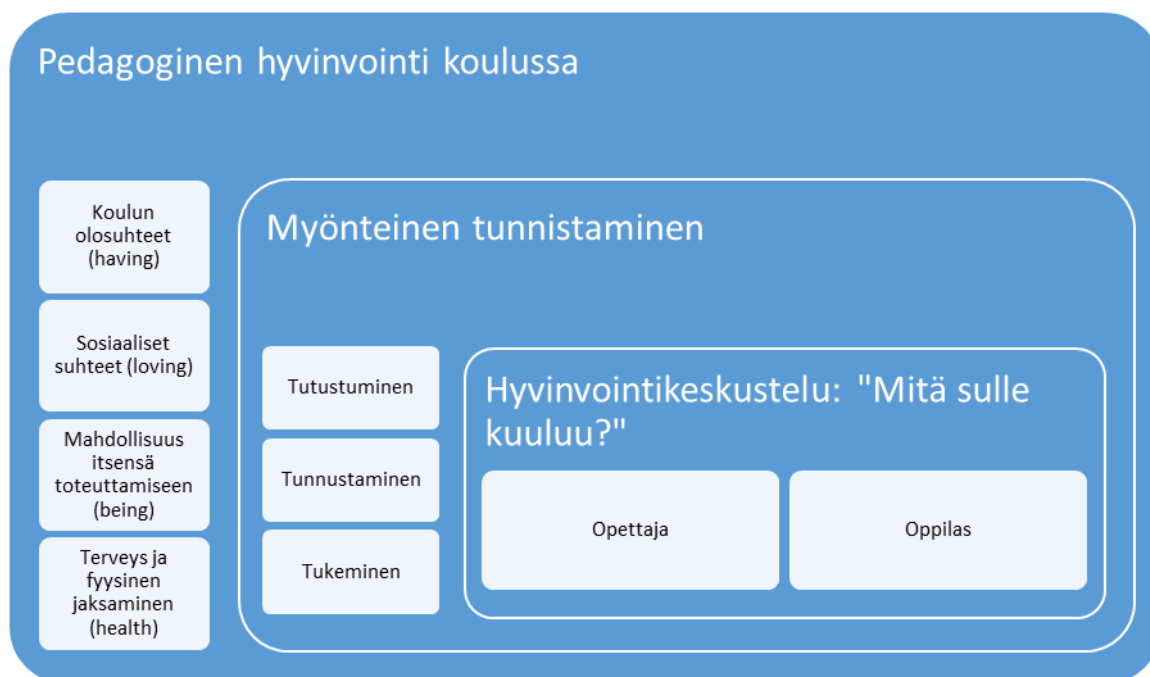 Pedagoginen hyvinvointi koulussa
Koulun
olosuhteet
(having)
Sosiaaliset
suhteet (loving)
Mahdollisuus
itsensä
toteuttamiseen
(being)
Terveys ja
fyysinen
jaksaminen
(health)
Myönteinen tunnistaminen
Tutustuminen
Tunnustaminen
Tukeminen
Hyvinvointikeskustelu: "Mitä sulle
kuuluu?"
Opettaja
Oppilas